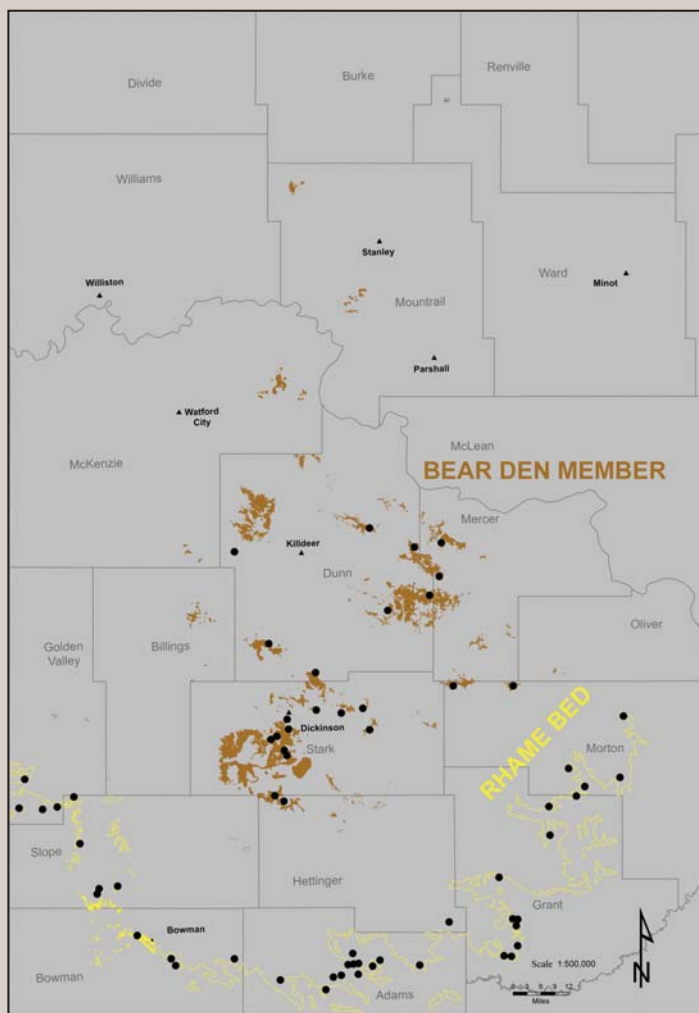 Divide
Burke
Renville
Williams
Stanley
Williston
Ward
Minot
Mountrail
Parshall
Watford
City
McLean
McKenzie
BEAR DEN MEMBER
Mercer
Killdeer
Dunn
Oliver
Golden
Valley
Billings
RHAME BED
Dickinson
Stark
Morton
Slope
Hettinger
Grant
Bowman
Scale 1:500,000
N
Bowman
Adams
Miles